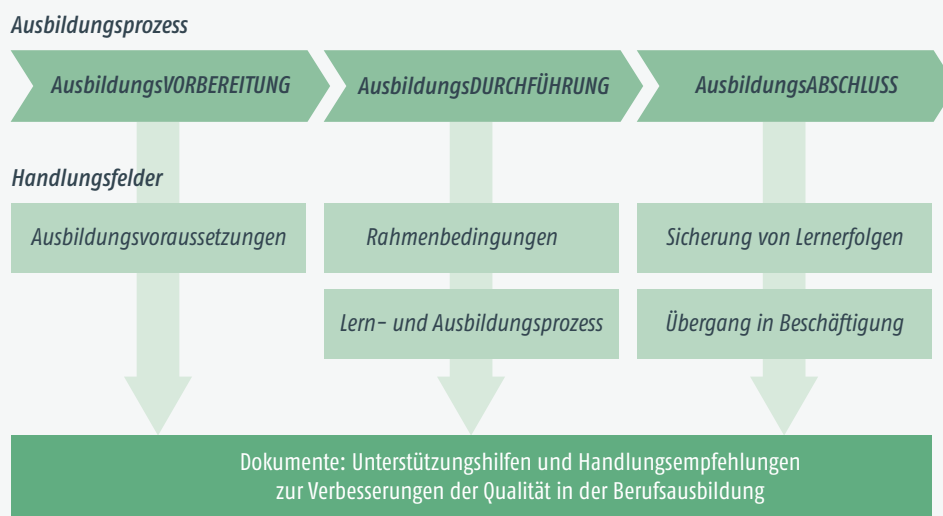 Ausbildungsprozess
AusbildungsVORBEREITUNG
AusbildungsDURCHFÜHRUNG
AusbildungsABSCHLUSS
Handlungsfelder
Ausbildungsvoraussetzungen
Rahmenbedingungen
Sicherung von Lernerfolgen
Lern- und Ausbildungsprozess
Übergang in Beschäftigung
Dokumente: Unterstützungshilfen und Handlungsempfehlungen
zur Verbesserungen der Qualität in der Berufsausbildung